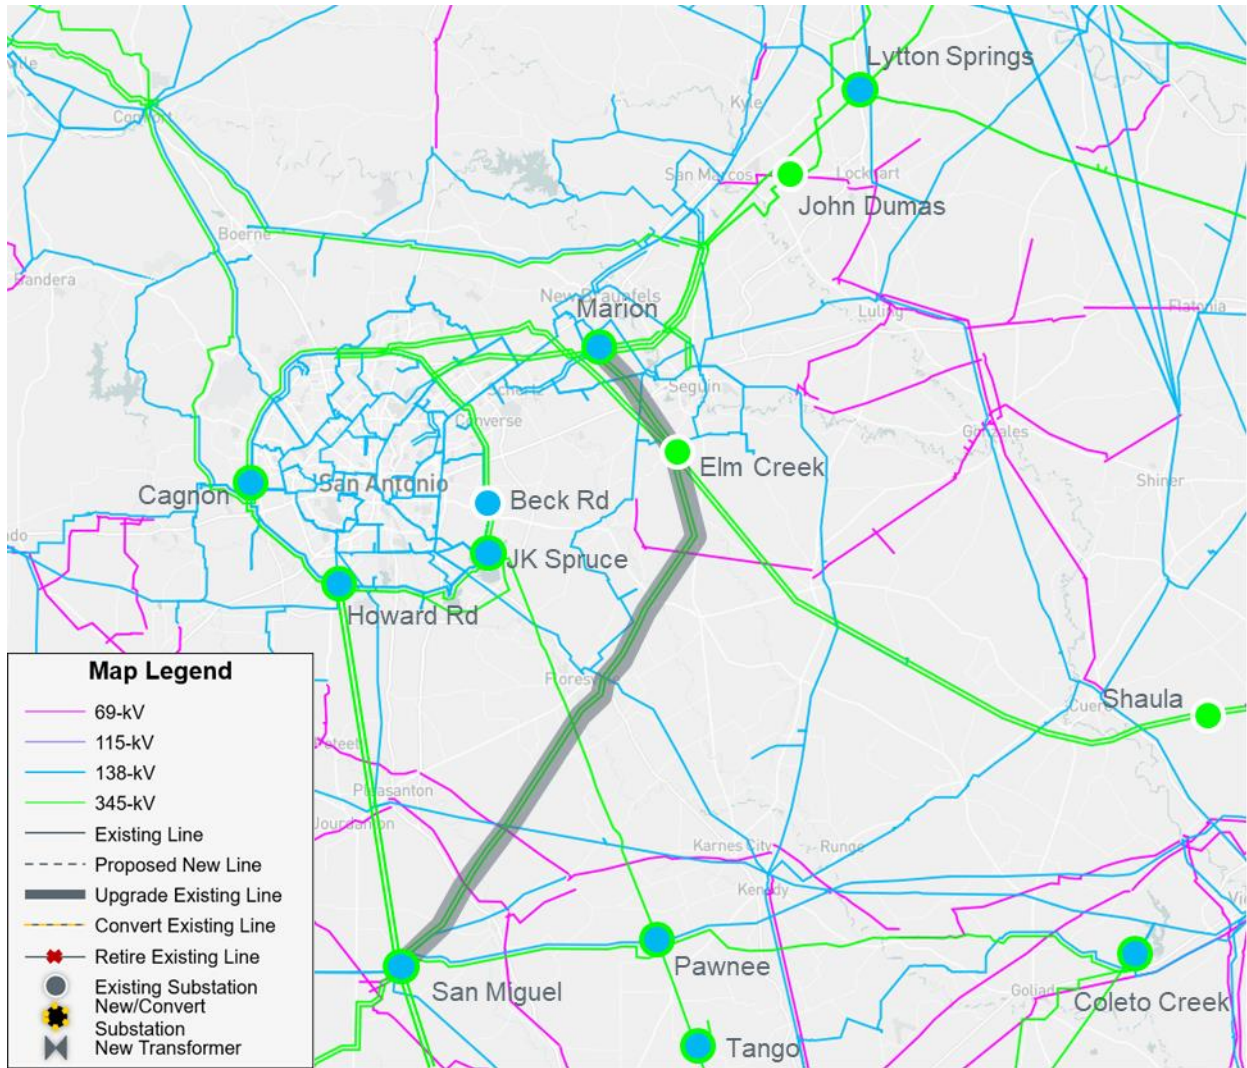 Lytton Springs
Kyle
Comfort
San Marcos
Lockhart
John Dumas
Boerne
Bandera
New Braunfels
Marion
Luling
Flatonia
Schertz
Seguin
Converse
Gonzales
Elm Creek
Cagnon
San Antonio
Beck Rd
Shiner
JK Spruce
Howard Rd
Floresv
Shaula
Cuero
Map Legend
69-kV
115-kV
138-kV
345-kV
Existing Line
Proposed New Line
Upgrade Existing Line
Convert Existing Line
Retire Existing Line
Existing Substation
New/Convert
Substation
New Transformer
oteet
Pleasanton
Jourdanton
Karnes City
Runge
Kenedy
Vi
Pawnee
San Miguel
Goliad
Coleto Creek
Tango